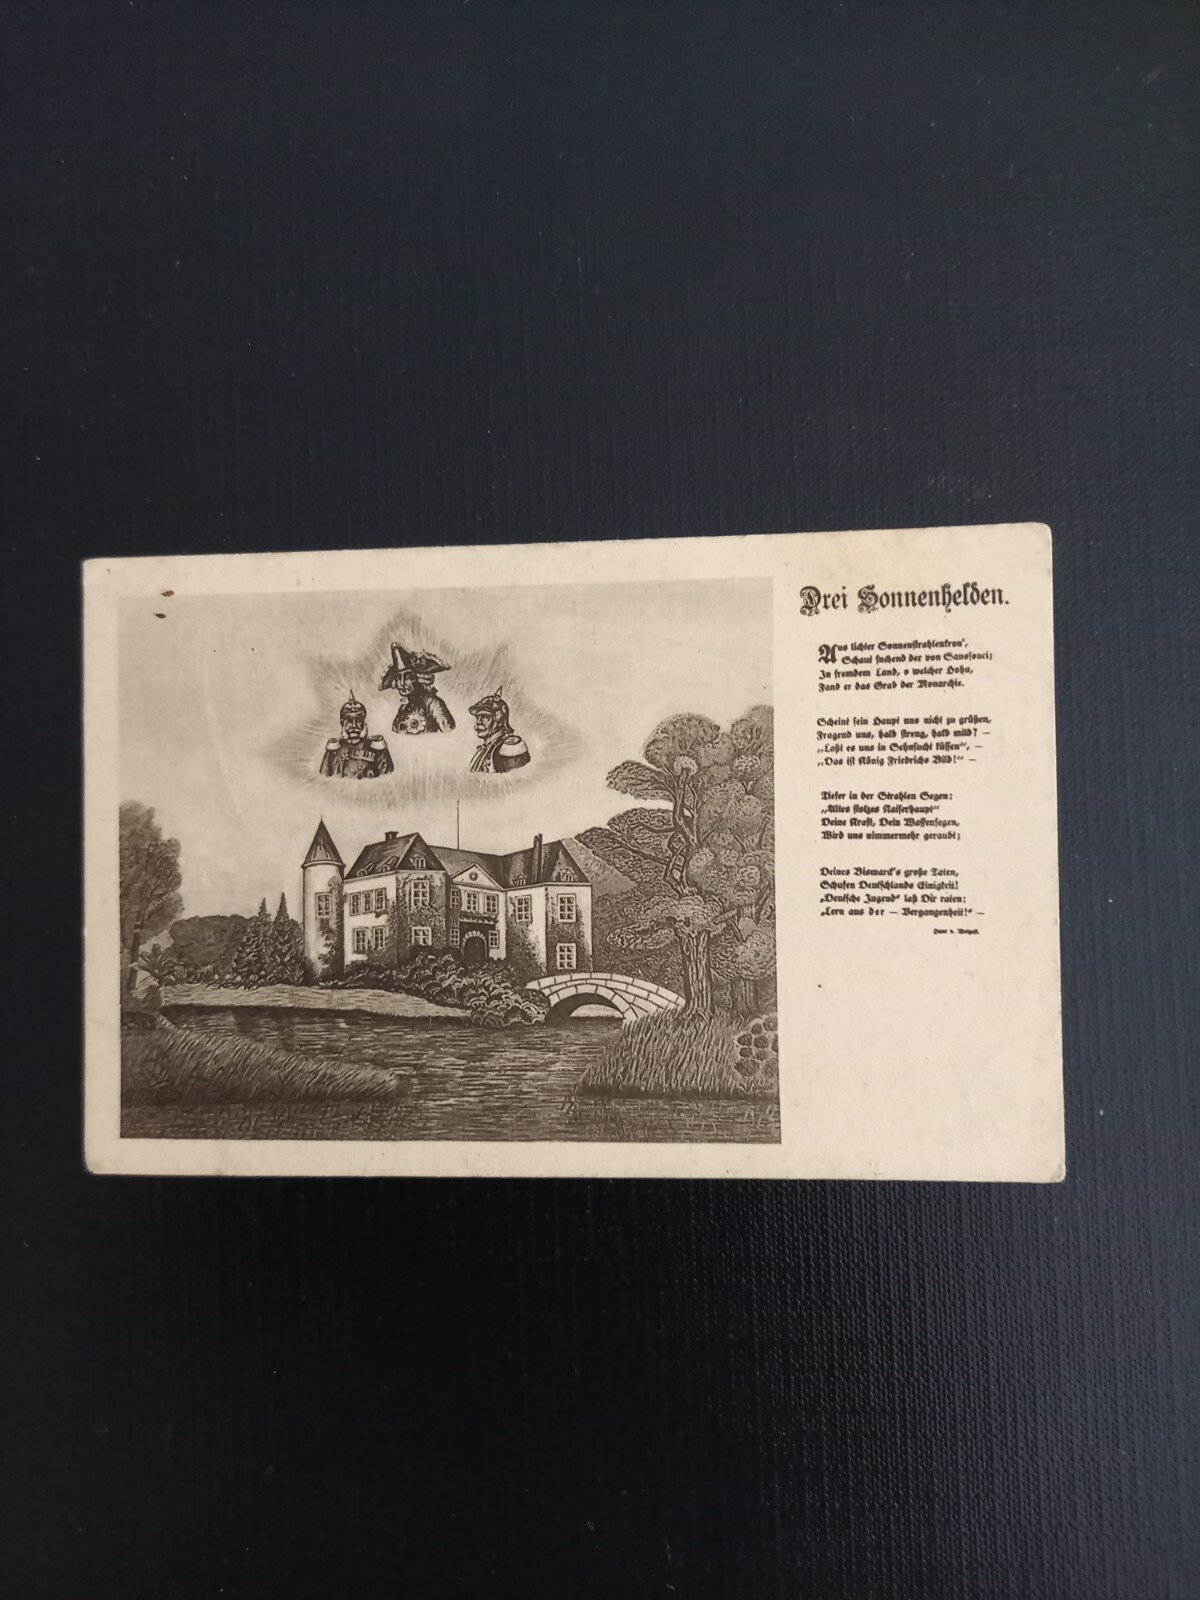 Drei Sonnenhelden.
Aus lichter Sonnenstrahlenkron',
Schaut suchend der von Sanssouci;
In fremdem Land, o welcher Hohn,
Fand er das Grab der Monarchie.
Scheint sein Haupt uns nicht zu grüßen,
Fragend uns, bald streng, bald mild? —
„Laßt es uns in Sehnsucht küssen“, —
„Das ist König Friedrichs Bild!“ —
Tiefer in der Strahlen Segen:
„Altes stolzes Kaiserhaupt“
Deine Kraft, Dein Waffensegen,
Wird uns nimmermehr geraubt;
Deines Bismarck's große Taten,
Schufen Deutschlands Einigkeit!
„Deutsche Jugend“ laß Dir raten:
„Lern aus der — Vergangenheit!“ —